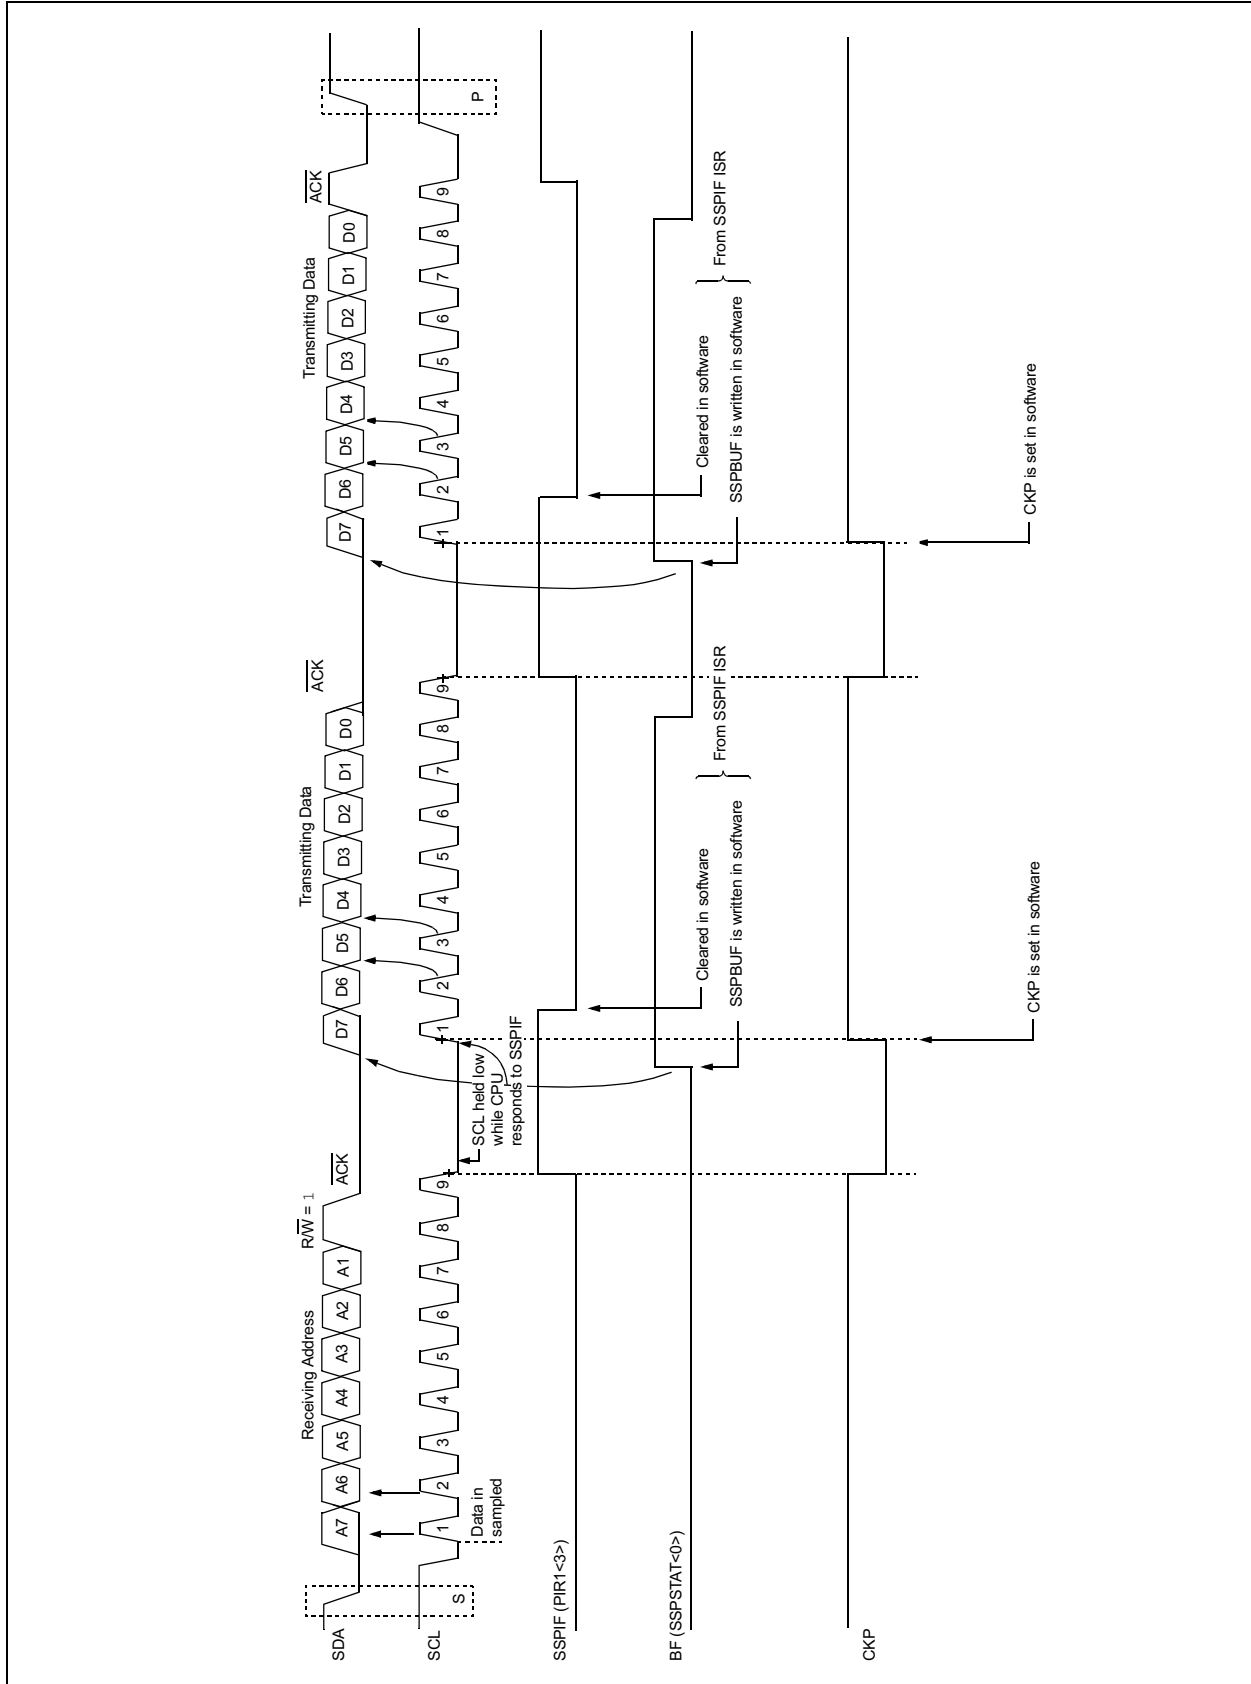 Receiving Address
R/W = 1
ACK
Transmitting Data
ACK
Transmitting Data
ACK
SDA
A7 A6 A5 A4 A3 A2 A1
D7 D6 D5 D4 D3 D2 D1 D0
D7 D6 D5 D4 D3 D2 D1 D0
SCL
1 2 3 4 5 6 7 8 9
1 2 3 4 5 6 7 8 9
1 2 3 4 5 6 7 8 9
S
P
Data in
sampled
SCL held low
while CPU
responds to SSPIF
SSPIF (PIR1<3>)
BF (SSPSTAT<0>)
Cleared in software
SSPBUF is written in software
From SSPIF ISR
Cleared in software
SSPBUF is written in software
From SSPIF ISR
CKP
CKP is set in software
CKP is set in software